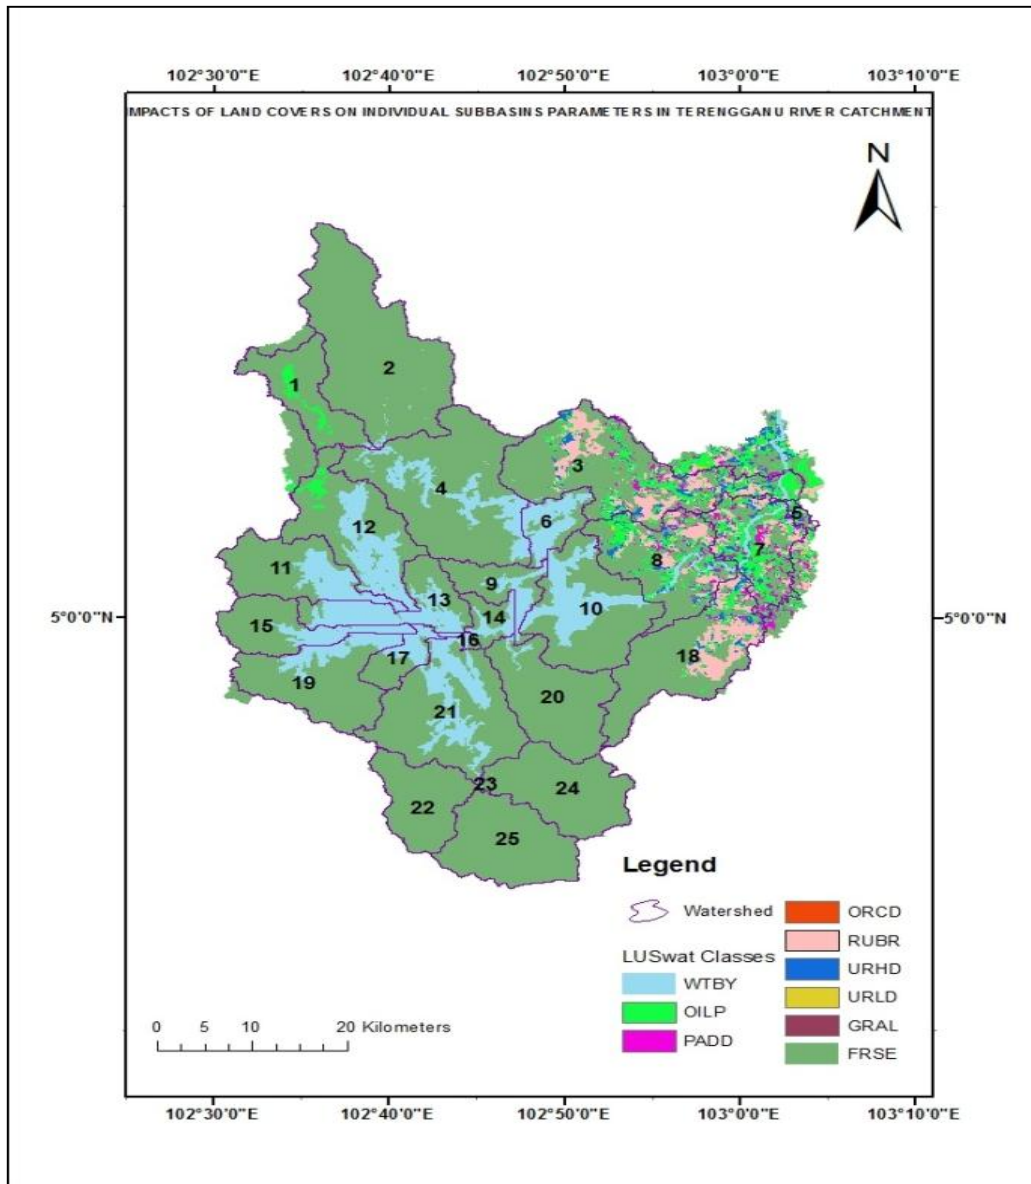 102°30'0"E 102°40'0"E 102°50'0"E 103°0'0"E 103°10'0"E
IMPACTS OF LAND COVERS ON INDIVIDUAL SUBBASINS PARAMETERS IN TERENGGANU RIVER CATCHMENT
N
2
1
3
4
5
6
12
7
8
11
9
13
10
14
5°0'0"N 5°0'0"N
15
16
17
18
19
20
21
23
24
22
25
Legend
Watershed
LUSwat Classes
WTBY
OILP
PADD
ORCD
RUBR
URHD
URLD
GRAL
FRSE
0 5 10 20 Kilometers
102°30'0"E 102°40'0"E 102°50'0"E 103°0'0"E 103°10'0"E